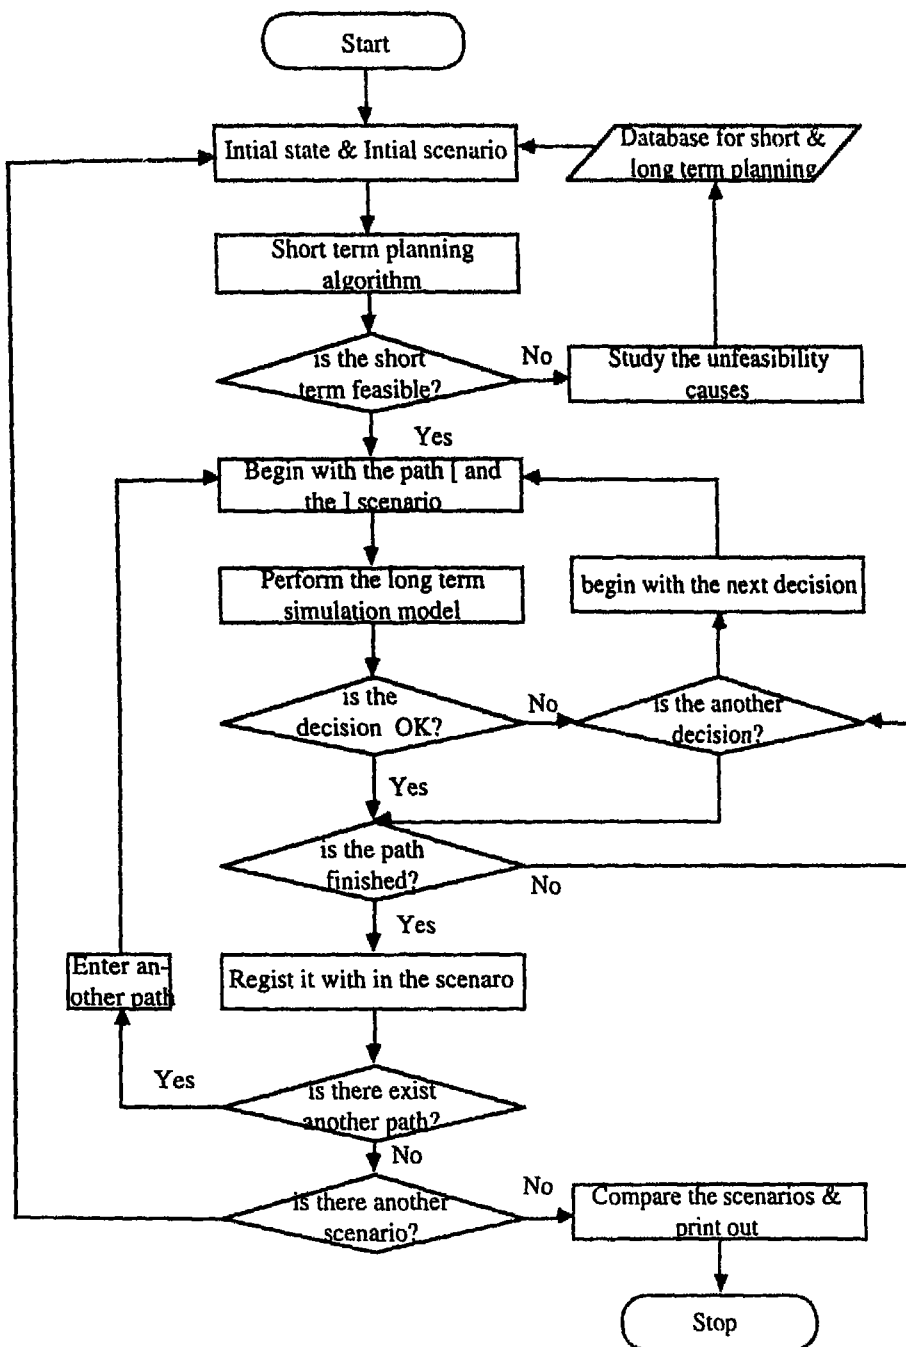 Start
Intial state & Intial scenario
Database for short &
long term planning
Short term planning
algorithm
is the short
term feasible?
No
Study the unfeasibility
causes
Yes
Begin with the path [ and
the ] scenario
Perform the long term
simulation model
begin with the next decision
is the
decision OK?
No
is the another
decision?
Yes
is the path
finished?
No
Yes
Enter an-
other path
Regist it with in the scenaro
Yes
is there exist
another path?
No
is there another
scenario?
No
Compare the scenarios &
print out
Stop